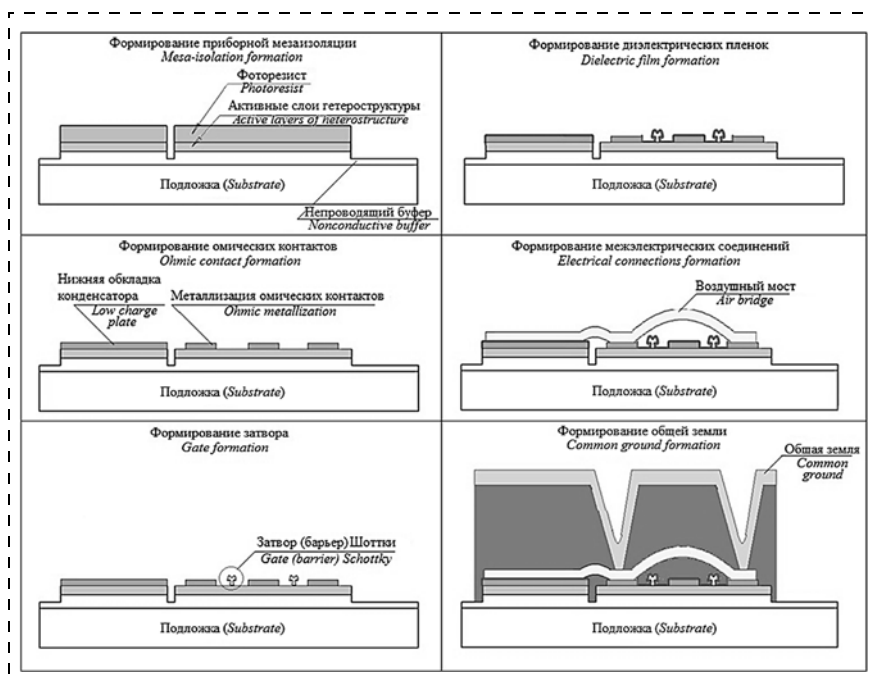 Формирование приборной мезаизоляции
Mesa-isolation formation
Фоторезист
Photoresist
Активные слои гетероструктуры
Active layers of heterostructure
Подложка (Substrate)
Непроводящий буфер
Nonconductive buffer
Формирование диэлектрических пленок
Dielectric film formation
Подложка (Substrate)
Формирование омических контактов
Ohmic contact formation
Нижняя обкладка
конденсатора
Low charge
plate
Металлизация омических контактов
Ohmic metallization
Подложка (Substrate)
Формирование межэлектрических соединений
Electrical connections formation
Воздушный мост
Air bridge
Подложка (Substrate)
Формирование затвора
Gate formation
Затвор (барьер) Шоттки
Gate (barrier) Schottky
Подложка (Substrate)
Формирование общей земли
Common ground formation
Общая земля
Common
ground
Подложка (Substrate)